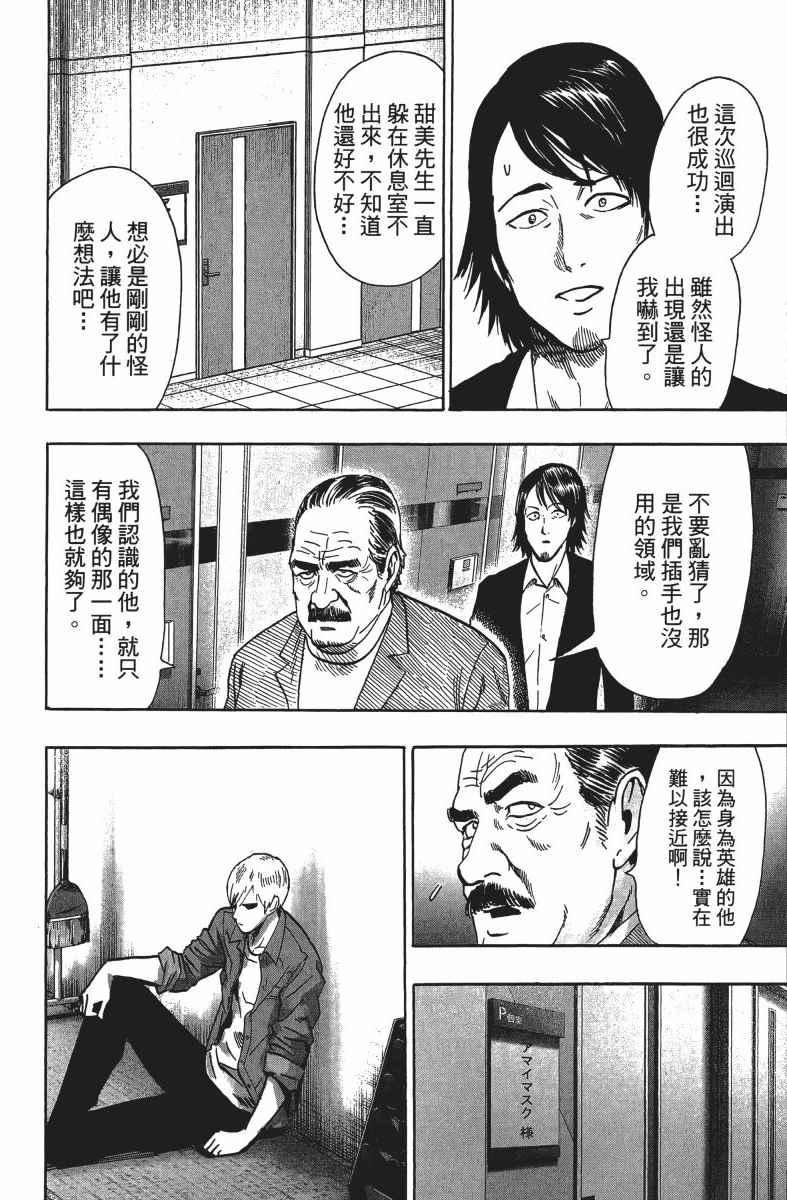 這次巡迴演出
也很成功…
雖然怪人的
出現還是讓
我嚇到了。
甜美先生一直
躲在休息室不
出來，不知道
他還好不好…
想必是剛剛的怪
人，讓他有了什
麼想法吧…
不要亂猜了，那
是我們插手也沒
用的領域。
我們認識的他，就只
有偶像的那一面……
這樣也就夠了。
因為身為英雄的他
，該怎麼說…實在
難以接近啊！
アマイマスク 様